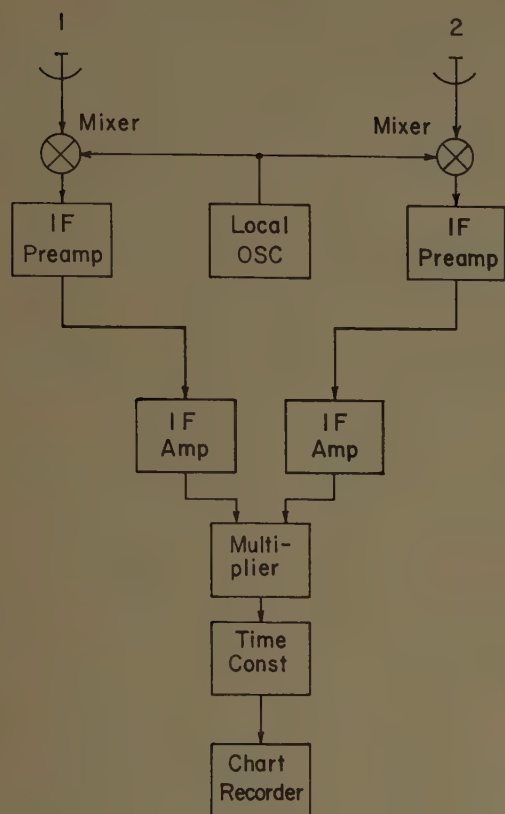 1
2
Mixer
Mixer
IF
Preamp
Local
OSC
IF
Preamp
IF
Amp
IF
Amp
Multi-
plier
Time
Const
Chart
Recorder